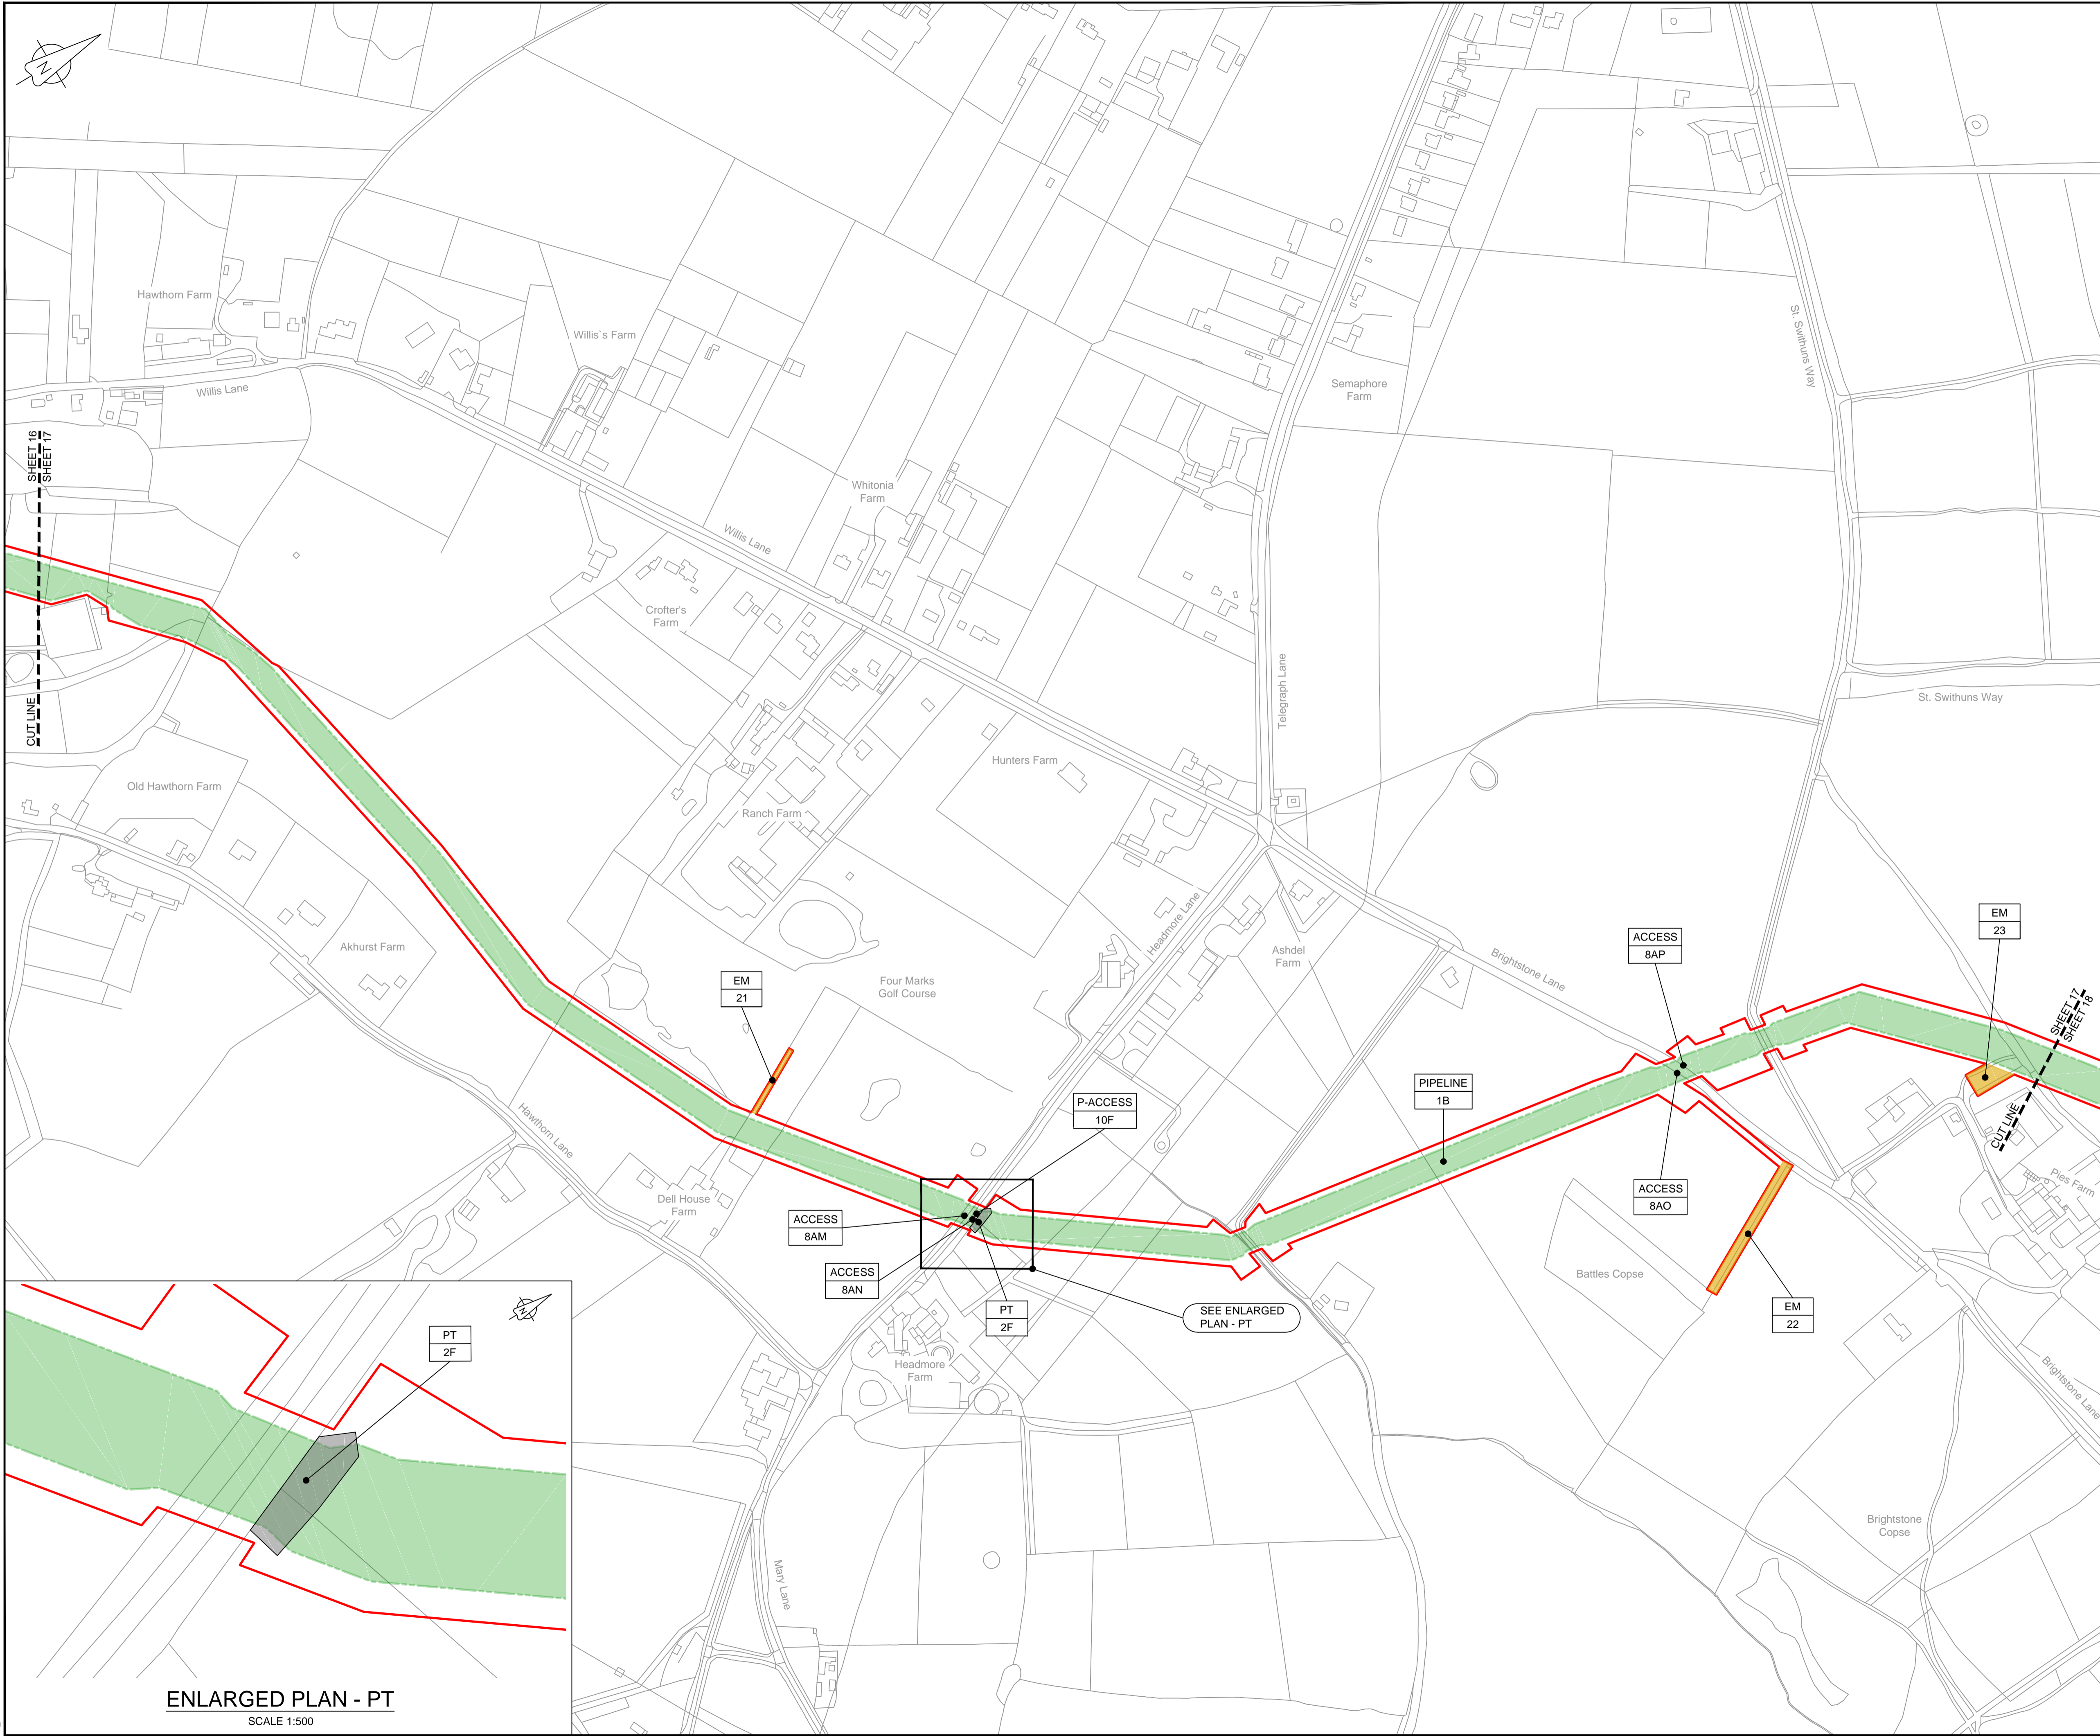 N
Hawthorn Farm
Willis Lane
Willis`s Farm
St. Swithuns Way
Semaphore
Farm
SHEET 16
SHEET 17
CUT LINE
Whitonia
Farm
Willis Lane
Crofter's
Farm
Telegraph Lane
St. Swithuns Way
Old Hawthorn Farm
Hunters Farm
Ranch Farm
Akhurst Farm
Headmore Lane
Ashdel
Farm
Brightstone Lane
ACCESS
8AP
EM
23
EM
21
Four Marks
Golf Course
SHEET 17
SHEET 18
CUT LINE
P-ACCESS
10F
PIPELINE
1B
Hawthorn Lane
Dell House
Farm
ACCESS
8AM
ACCESS
8AN
PT
2F
SEE ENLARGED
PLAN - PT
ACCESS
8AO
Pies Farm
Battles Copse
EM
22
Headmore
Farm
Brightstone Lane
Brightstone
Copse
Mary Lane
N
PT
2F
ENLARGED PLAN - PT
SCALE 1:500